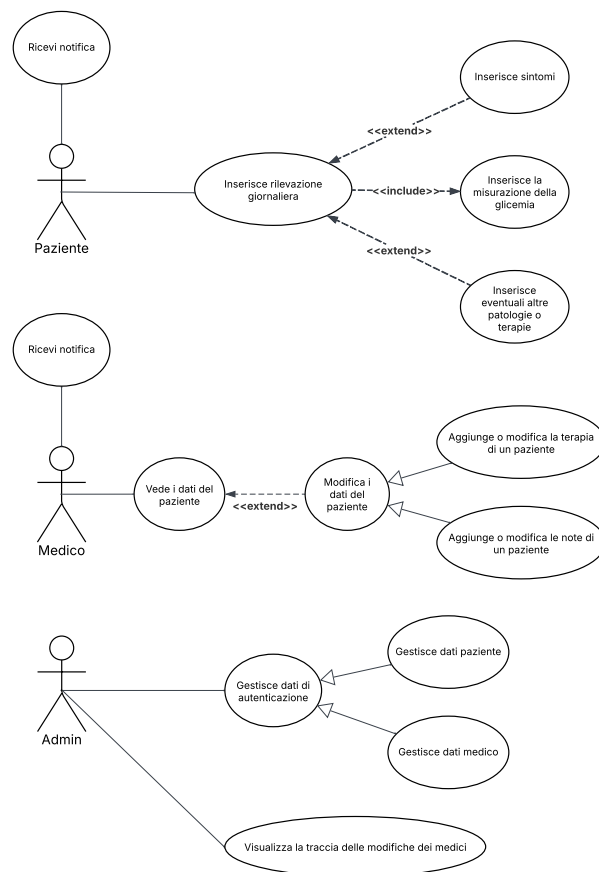 Ricevi notifica
Inserisce sintomi
<<extend>>
Inserisce rilevazione
giornaliera
<<include>>
Inserisce la
misurazione della
glicemia
Paziente
<<extend>>
Inserisce
eventuali altre
patologie o
terapie
Ricevi notifica
Aggiunge o modifica la terapia
di un paziente
Vede i dati del
paziente
<<extend>>
Modifica i
dati del
paziente
Aggiunge o modifica le note di
un paziente
Medico
Gestisce dati paziente
Gestisce dati di
autenticazione
Admin
Gestisce dati medico
Visualizza la traccia delle modifiche dei medici